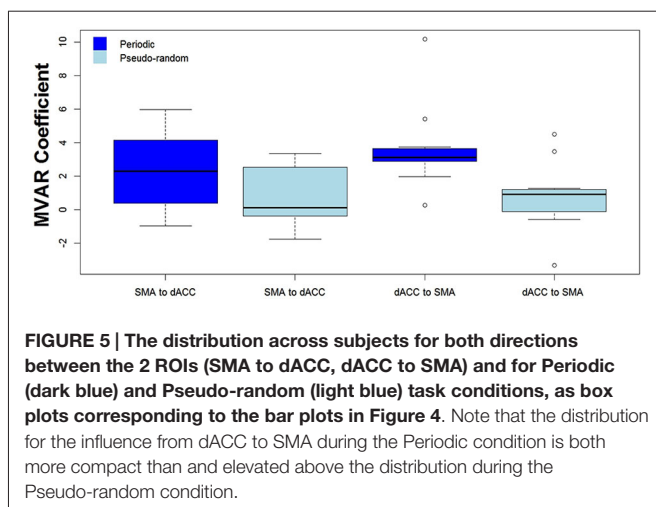 Periodic
Pseudo-random
MVAR Coefficient
10
8
6
4
2
0
-2
SMA to dACC
SMA to dACC
dACC to SMA
dACC to SMA
FIGURE 5 | The distribution across subjects for both directions
between the 2 ROIs (SMA to dACC, dACC to SMA) and for Periodic
(dark blue) and Pseudo-random (light blue) task conditions, as box
plots corresponding to the bar plots in Figure 4. Note that the distribution
for the influence from dACC to SMA during the Periodic condition is both
more compact than and elevated above the distribution during the
Pseudo-random condition.